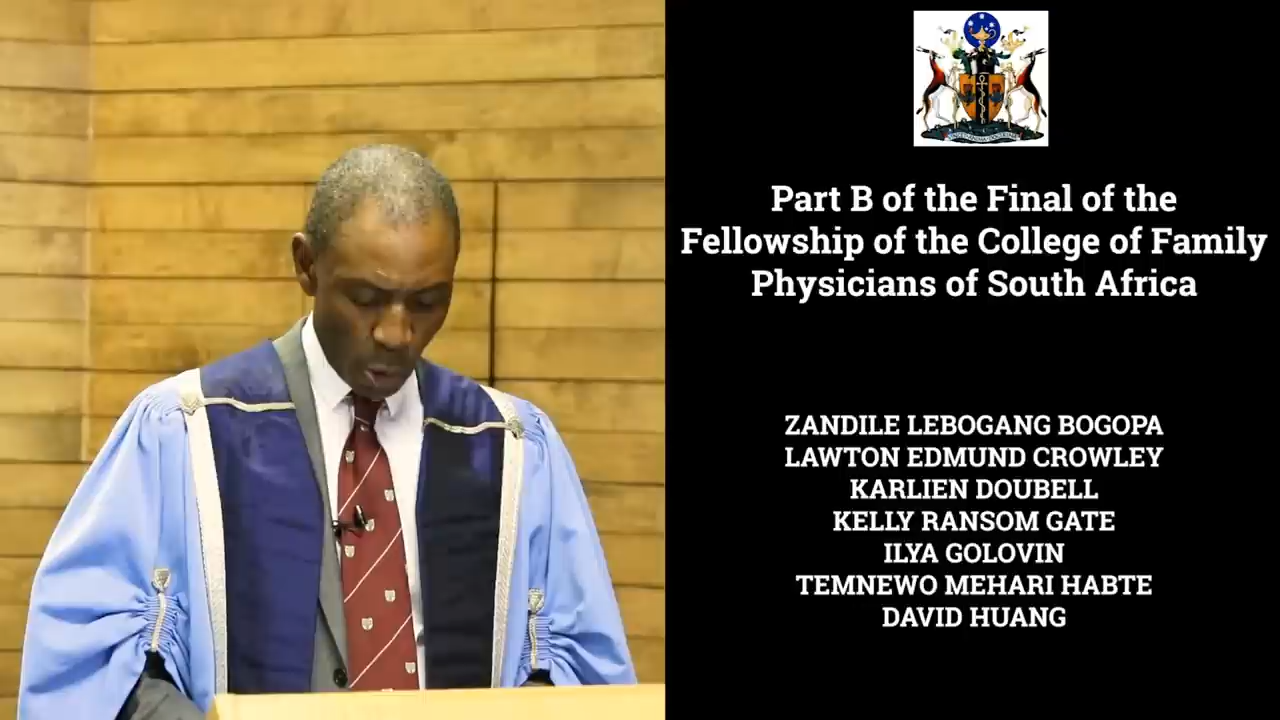 Part B of the Final of the
Fellowship of the College of Family
Physicians of South Africa
ZANDILE LEBOGANG BOGOPA
LAWTON EDMUND CROWLEY
KARLIEN DOUBELL
KELLY RANSOM GATE
ILYA GOLOVIN
TEMNEWO MEHARI HABTE
DAVID HUANG